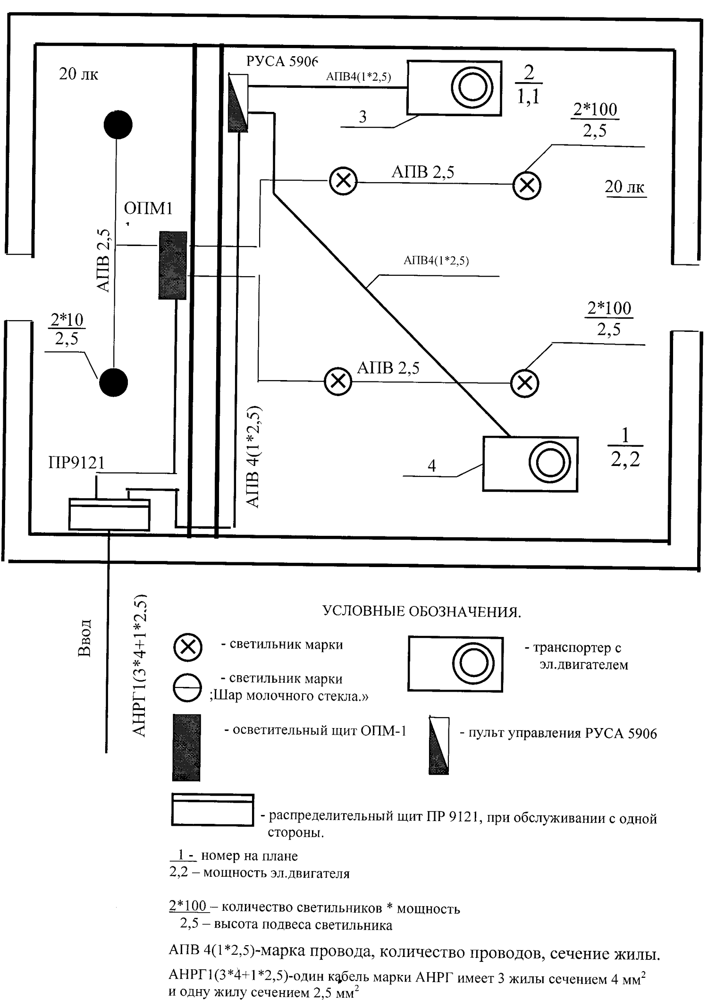 РУСА 5906
20 лк
АПВ4(1*2,5)
2
1,1
3
2*100
2,5
АПВ 2,5
20 лк
ОПМ1
АПВ 2,5
АПВ4(1*2,5)
2*10
2,5
2*100
2,5
АПВ 2,5
АПВ 4(1*2,5)
1
2,2
4
ПР9121
Ввод
АНРГ1(3*4+1*2,5)
УСЛОВНЫЕ ОБОЗНАЧЕНИЯ.
- светильник марки
- транспортер с
эл.двигателем
- светильник марки
;Шар молочного стекла.»
- осветительный щит ОПМ-1
- пульт управления РУСА 5906
- распределительный щит ПР 9121, при обслуживании с одной
стороны.
1 - номер на плане
2,2 – мощность эл.двигателя
2*100 – количество светильников * мощность
2,5 – высота подвеса светильника
АПВ 4(1*2,5)-марка провода, количество проводов, сечение жилы.
АНРГ1(3*4+1*2,5)-один кабель марки АНРГ имеет 3 жилы сечением 4 мм²
и одну жилу сечением 2,5 мм²